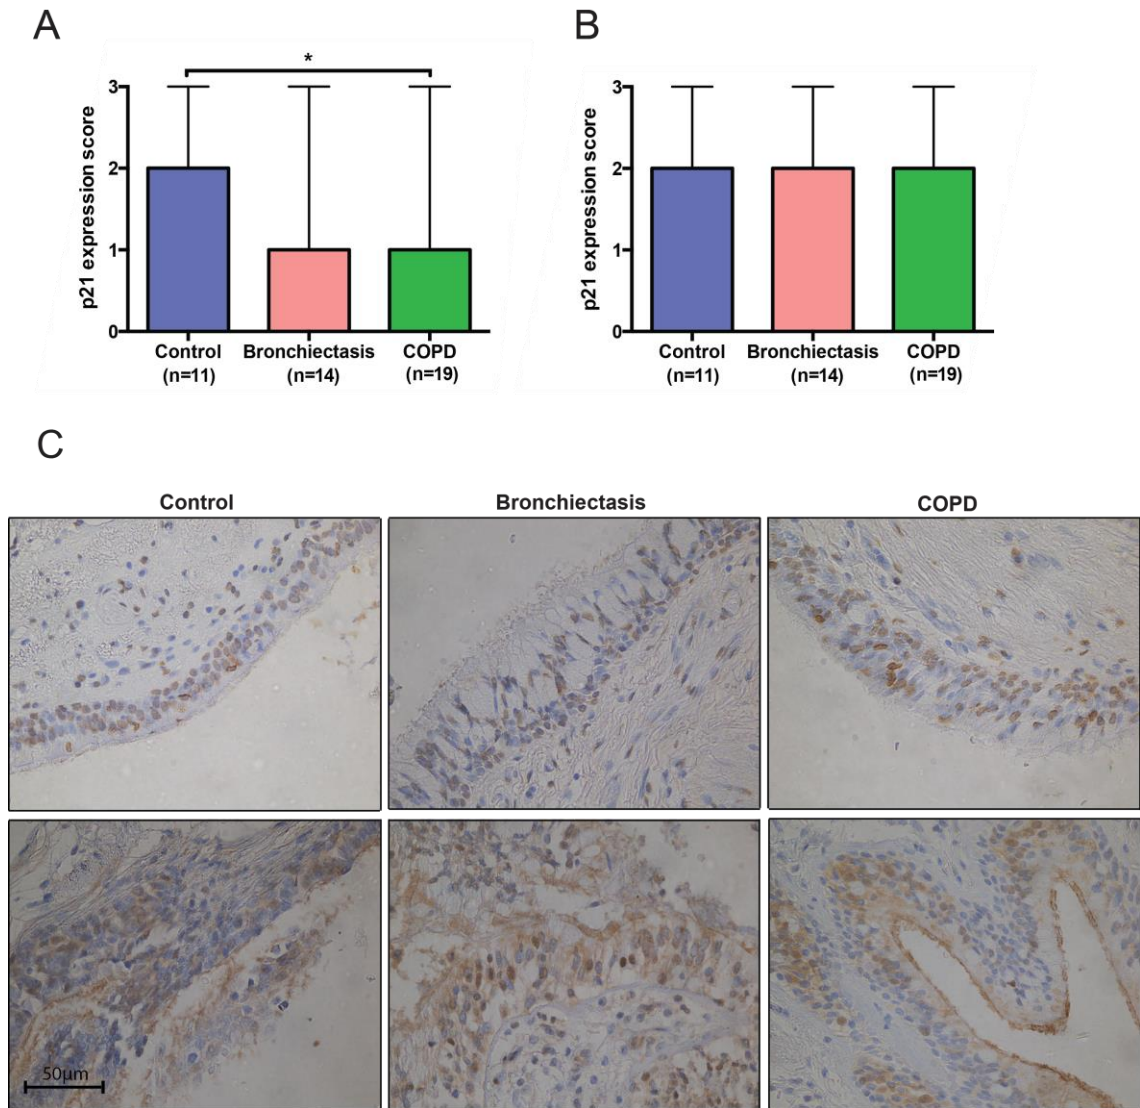 A
*
p21 expression score
3
2
1
0
Control
(n=11)
Bronchiectasis
(n=14)
COPD
(n=19)
B
p21 expression score
3
2
1
0
Control
(n=11)
Bronchiectasis
(n=14)
COPD
(n=19)
C
Control
Bronchiectasis
COPD
50μm